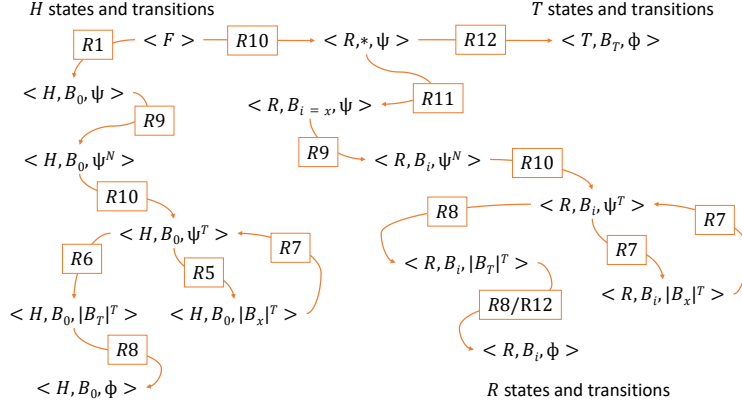 H states and transitions
T states and transitions
R1
< F >
R10
< R,∗,ψ >
R12
< T, B_T, ϕ >
< H, B_0, ψ >
R11
< R, B_{i = x}, ψ >
R9
R9
< H, B_0, ψ^N >
< R, B_i, ψ^N >
R10
R10
R8
< R, B_i, ψ^T >
R7
< H, B_0, ψ^T >
R7
R7
R6
R5
< R, B_i, |B_T|^T >
< R, B_i, |B_x|^T >
< H, B_0, |B_T|^T >
< H, B_0, |B_x|^T >
R8/R12
R8
< R, B_i, ϕ >
< H, B_0, ϕ >
R states and transitions